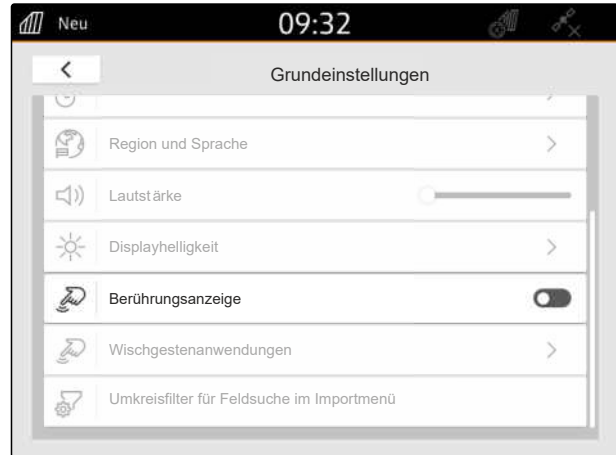 Neu 09:32
Grundeinstellungen
Region und Sprache
Lautstärke
Displayhelligkeit
Berührungsanzeige
Wischgestenanwendungen
Umkreisfilter für Feldsuche im Importmenü